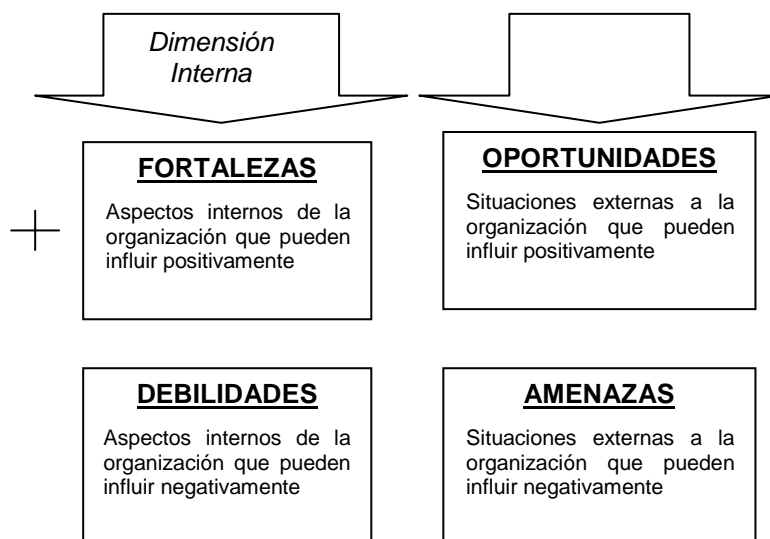 Dimensión
Interna
FORTALEZAS
Aspectos internos de la
organización que pueden
influir positivamente
OPORTUNIDADES
Situaciones externas a la
organización que pueden
influir positivamente
DEBILIDADES
Aspectos internos de la
organización que pueden
influir negativamente
AMENAZAS
Situaciones externas a la
organización que pueden
influir negativamente